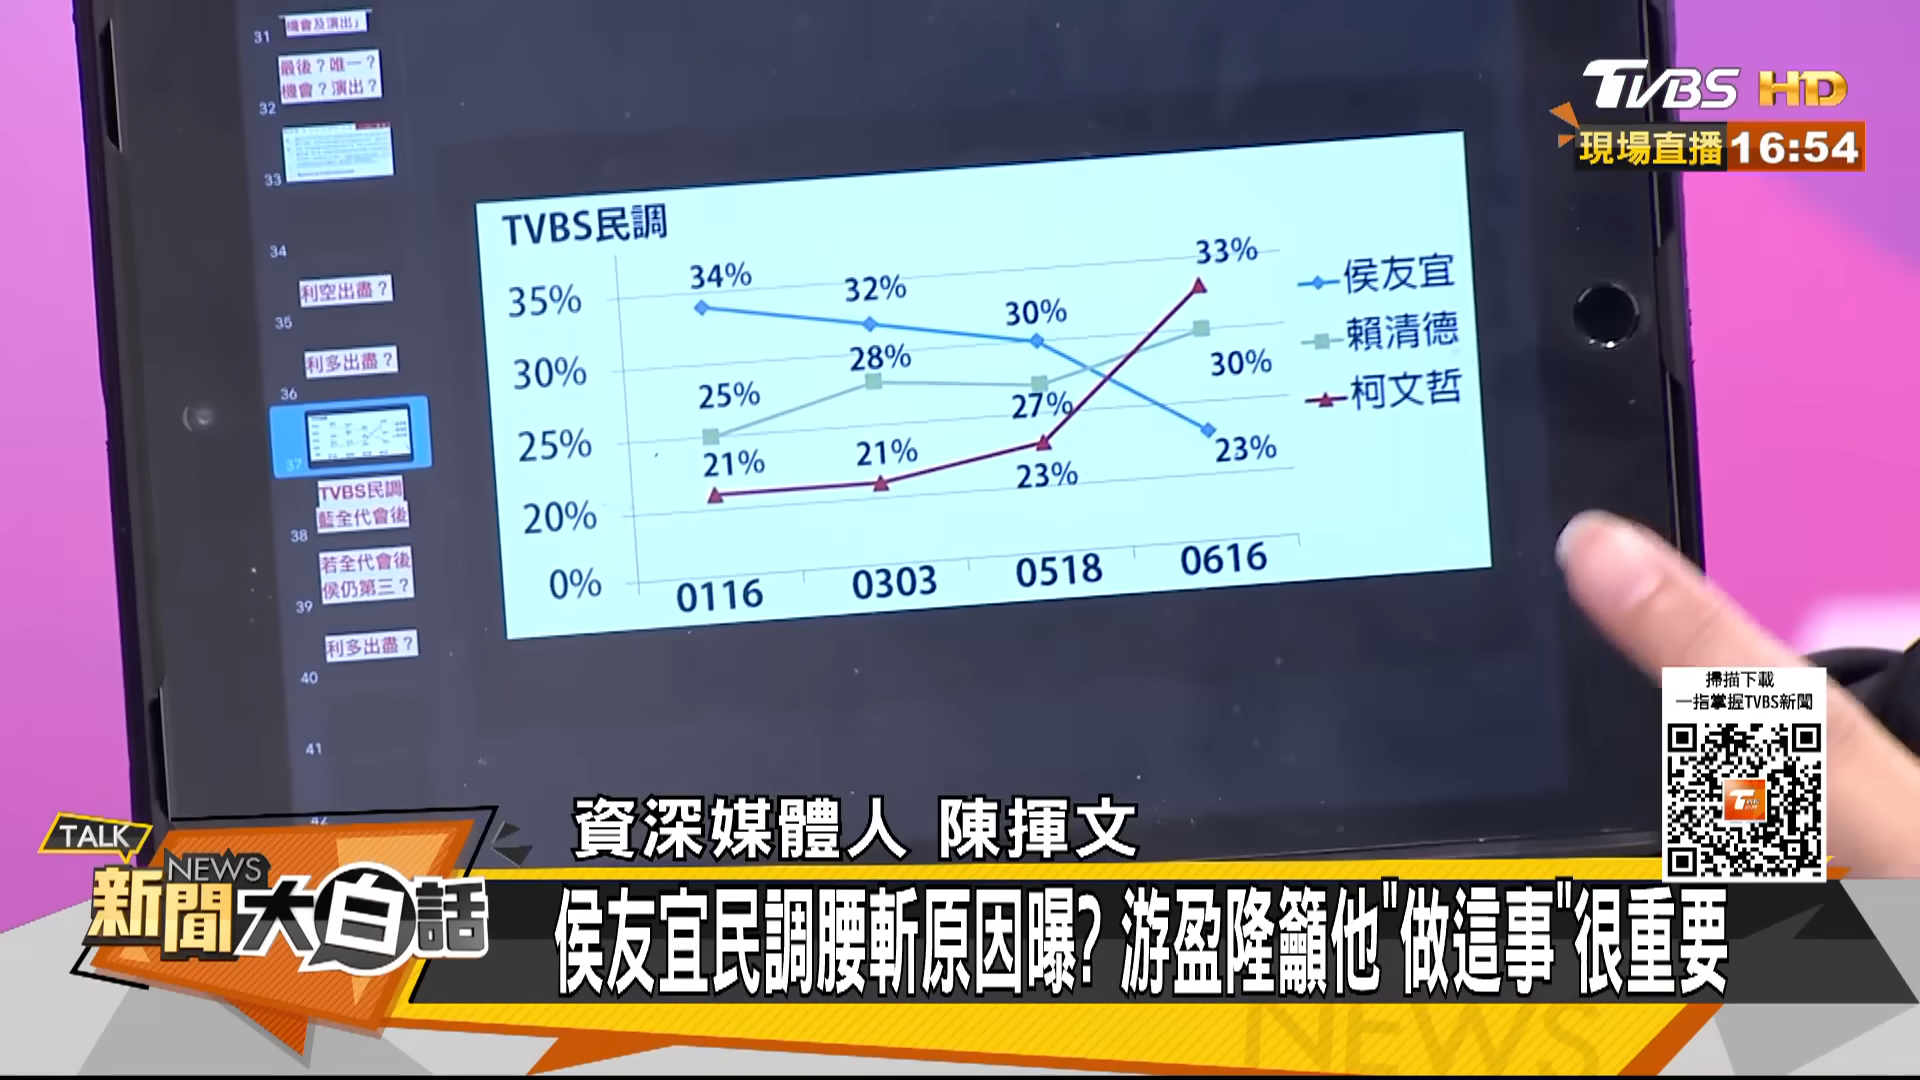 31
機會及演出」
最後？唯一？
機會？演出？
32
33
34
利空出盡？
35
利多出盡？
36
37
TVBS民調
藍全代會後
38
若全代會後
侯仍第三？
39
利多出盡？
40
41
42
TVBS民調
35%
30%
25%
20%
0%
34%
32%
30%
23%
25%
28%
27%
30%
21%
21%
23%
33%
0116
0303
0518
0616
侯友宜
賴清德
柯文哲
TVBS HD
現場直播 16:54
掃描下載
一指掌握TVBS新聞
資深媒體人 陳揮文
TALK
NEWS
新聞大白話
侯友宜民調腰斬原因曝? 游盈隆籲他"做這事"很重要
NEWS